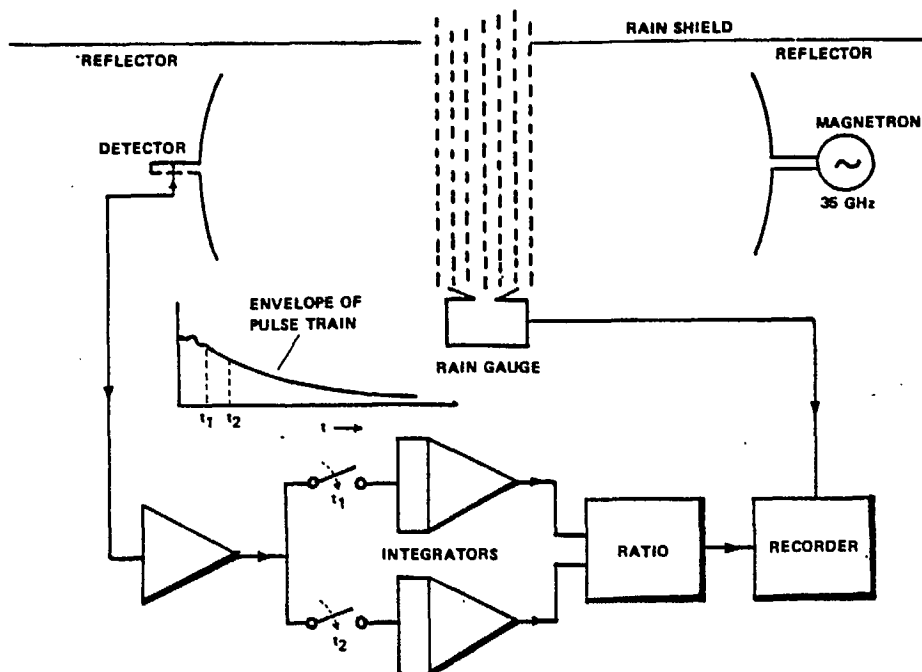 RAIN SHIELD
REFLECTOR
REFLECTOR
MAGNETRON
DETECTOR
~
35 GHz
ENVELOPE OF
PULSE TRAIN
RAIN GAUGE
t1
t2
t →
t1
INTEGRATORS
RATIO
RECORDER
t2